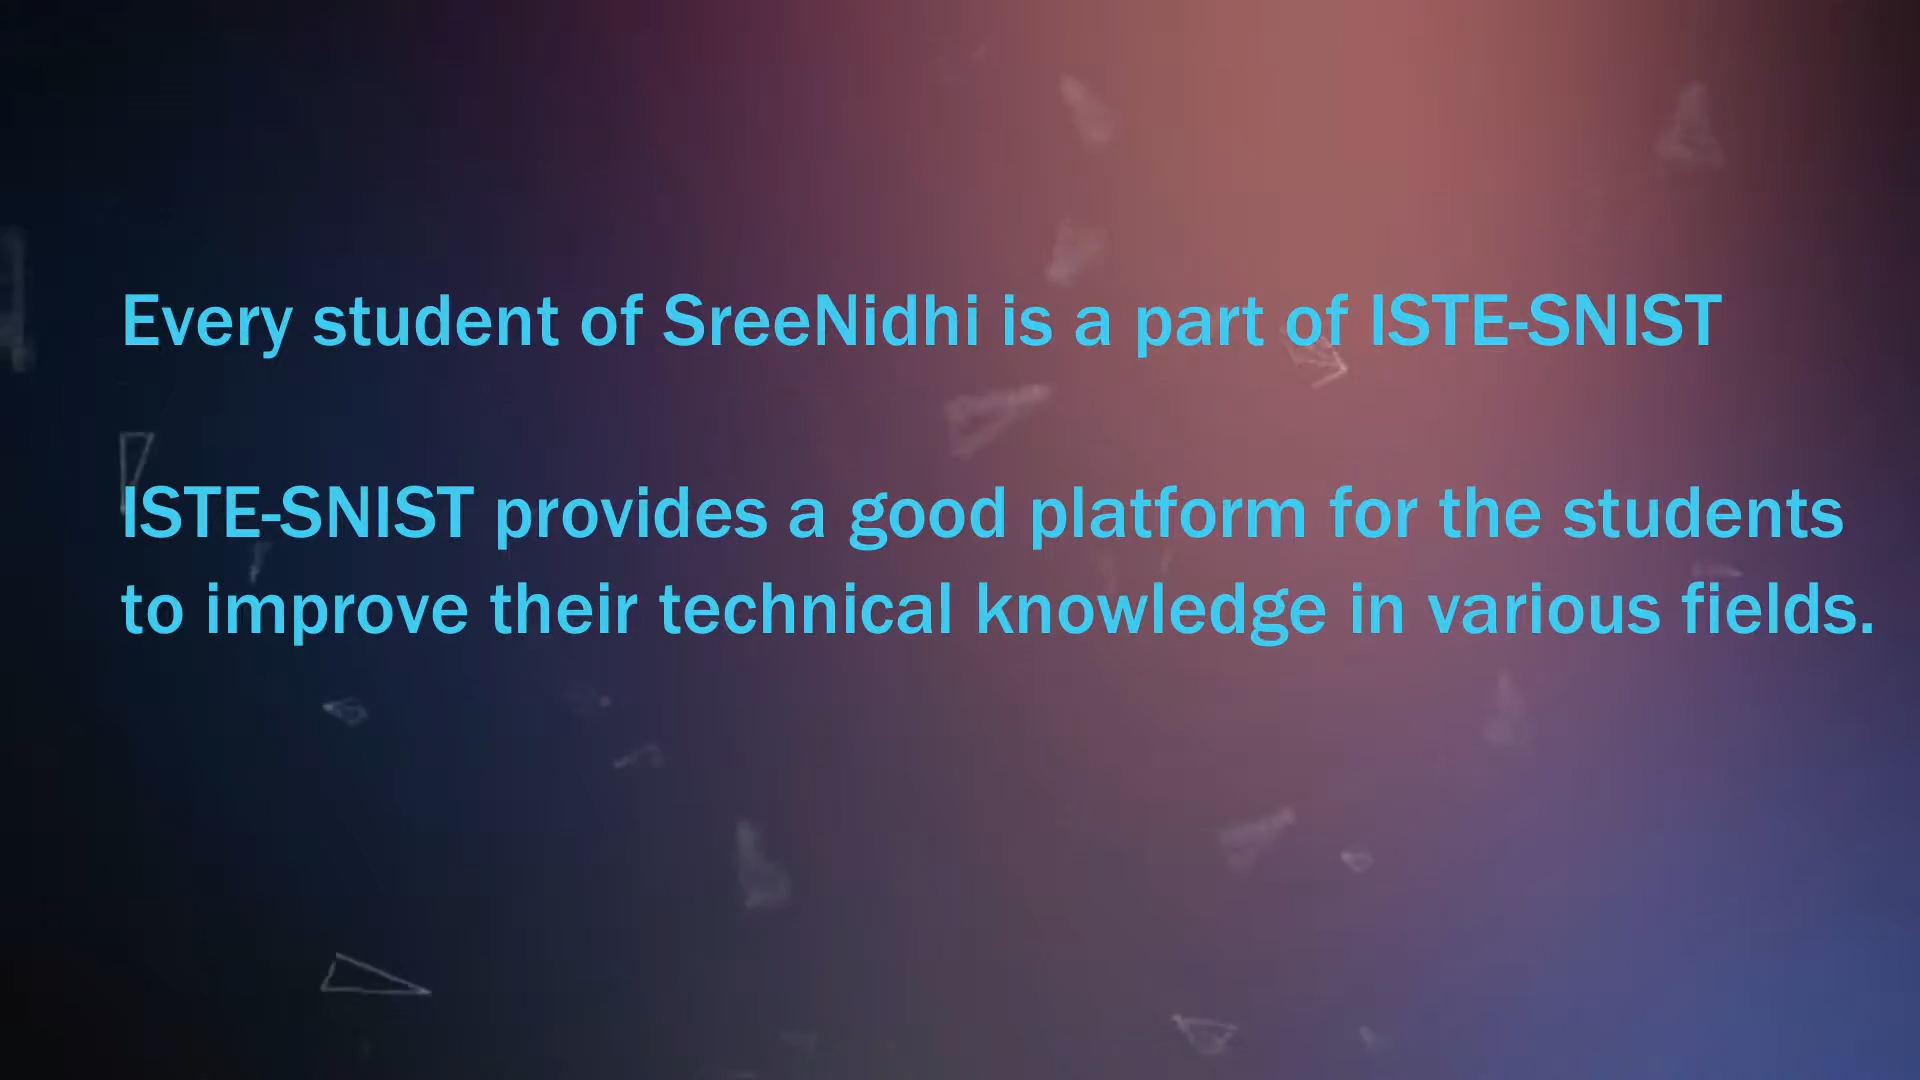 Every student of SreeNidhi is a part of ISTE-SNIST
ISTE-SNIST provides a good platform for the students
to improve their technical knowledge in various fields.